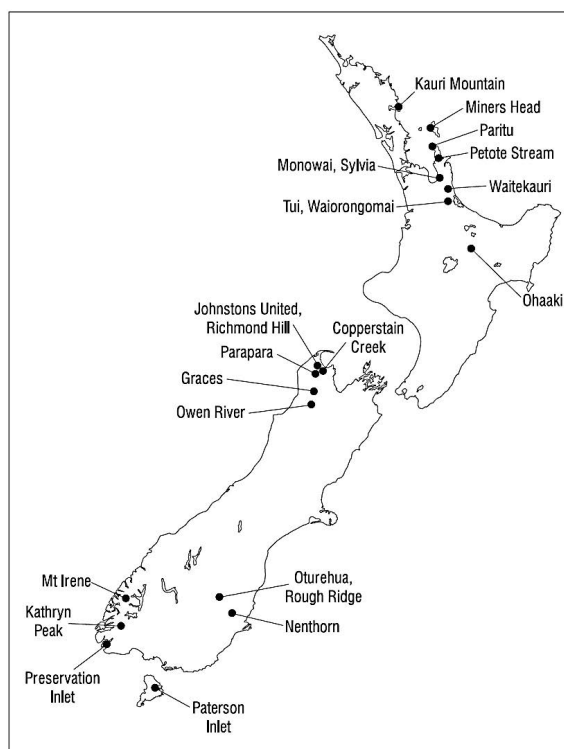 Kauri Mountain
Miners Head
Paritu
Petote Stream
Monowai, Sylvia
Waitekauri
Tui, Waiorongomai
Ohaaki
Johnstons United,
Richmond Hill
Copperstain
Creek
Parapara
Graces
Owen River
Mt Irene
Oturehua,
Rough Ridge
Kathryn
Peak
Nenthorn
Preservation
Inlet
Paterson
Inlet